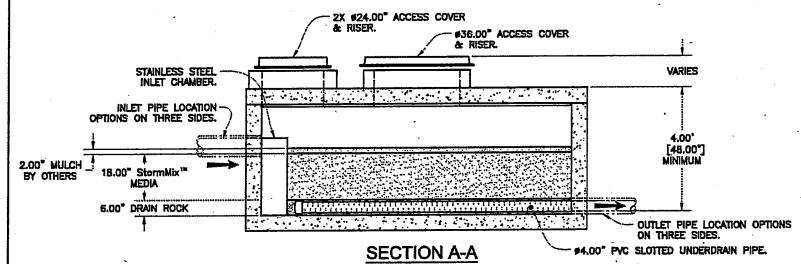 2X ø24.00" ACCESS COVER
& RISER.
ø36.00" ACCESS COVER
& RISER.
STAINLESS STEEL
INLET CHAMBER.
VARIES
INLET PIPE LOCATION
OPTIONS ON THREE SIDES.
4.00'
[48.00"]
MINIMUM
2.00" MULCH
BY OTHERS
18.00" StormMix™
MEDIA
6.00" DRAIN ROCK
OUTLET PIPE LOCATION OPTIONS
ON THREE SIDES.
ø4.00" PVC SLOTTED UNDERDRAIN PIPE.
SECTION A-A